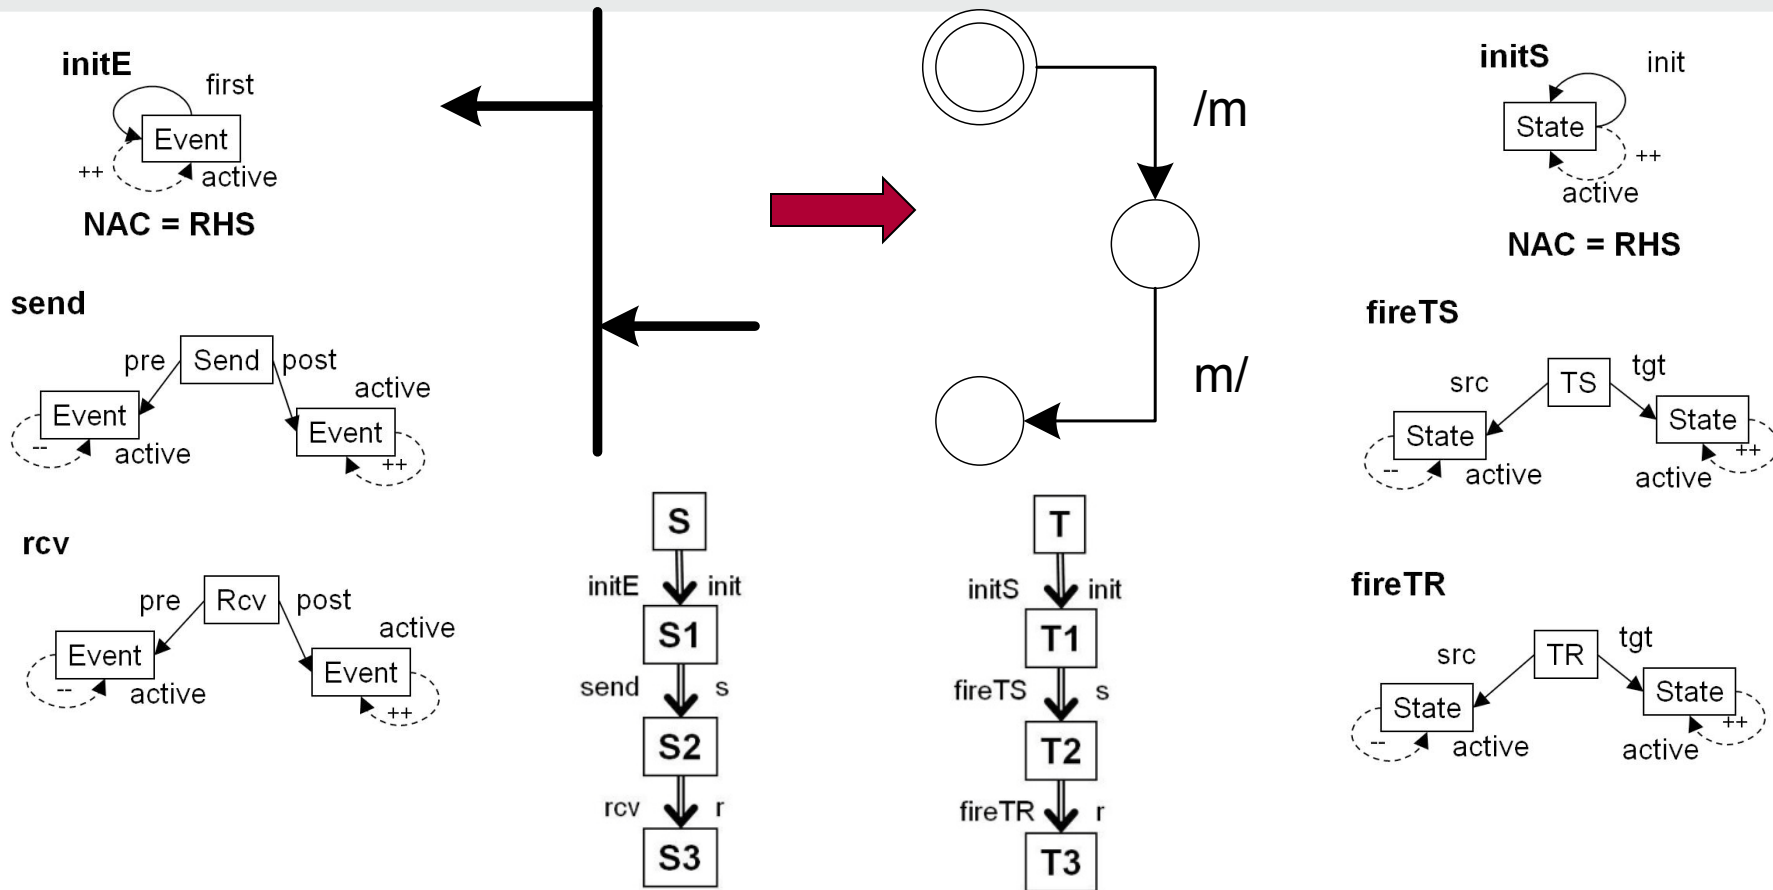 initE
first
Event
++
active
NAC = RHS
send
pre
Send
post
active
Event
Event
--
active
++
rcv
pre
Rcv
post
active
Event
Event
--
active
++
/m
m/
S
initE
init
S1
send
s
S2
rcv
r
S3
T
initS
init
T1
fireTS
s
T2
fireTR
r
T3
initS
init
State
++
active
NAC = RHS
fireTS
src
TS
tgt
State
State
--
active
active
++
fireTR
src
TR
tgt
State
State
--
active
active
++